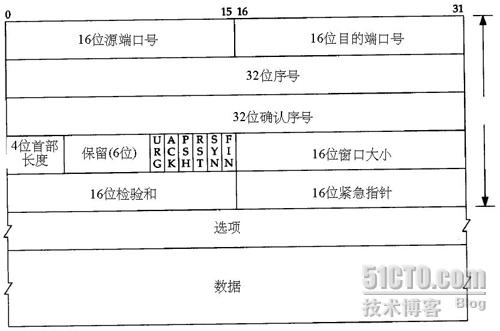 0 15 16 31
16位源端口号 16位目的端口号
32位序号
32位确认序号
4位首部
长度
保留(6位)
URG ACK PSH RST SYN FIN
16位窗口大小
16位检验和 16位紧急指针
选项
数据
51CTO.com
技术博客 Blog